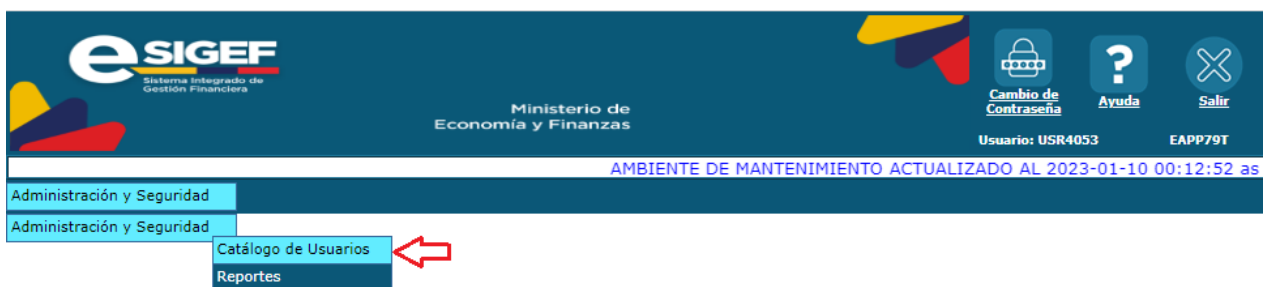 eSIGEF
Sistema Integrado de
Gestión Financiera
Ministerio de
Economía y Finanzas
Cambio de
Contraseña
?
Ayuda
Salir
Usuario: USR4053
EAPP79T
AMBIENTE DE MANTENIMIENTO ACTUALIZADO AL 2023-01-10 00:12:52 as
Administración y Seguridad
Administración y Seguridad
Catálogo de Usuarios
Reportes